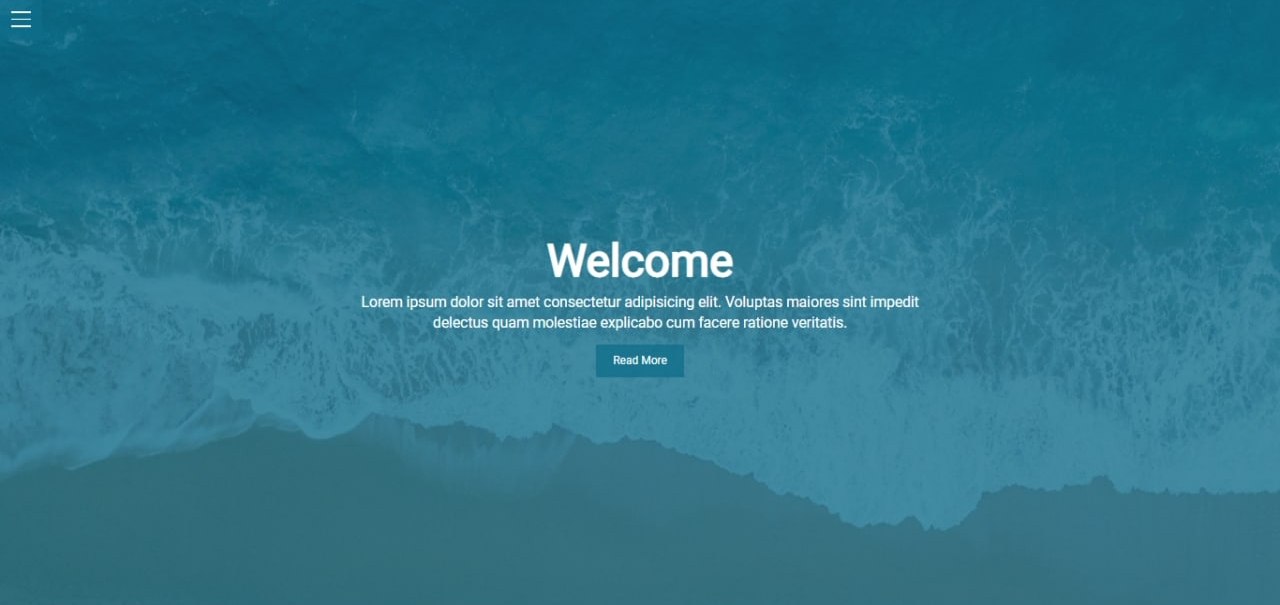 Welcome
Lorem ipsum dolor sit amet consectetur adipisicing elit. Voluptas maiores sint impedit
delectus quam molestiae explicabo cum facere ratione veritatis.
Read More